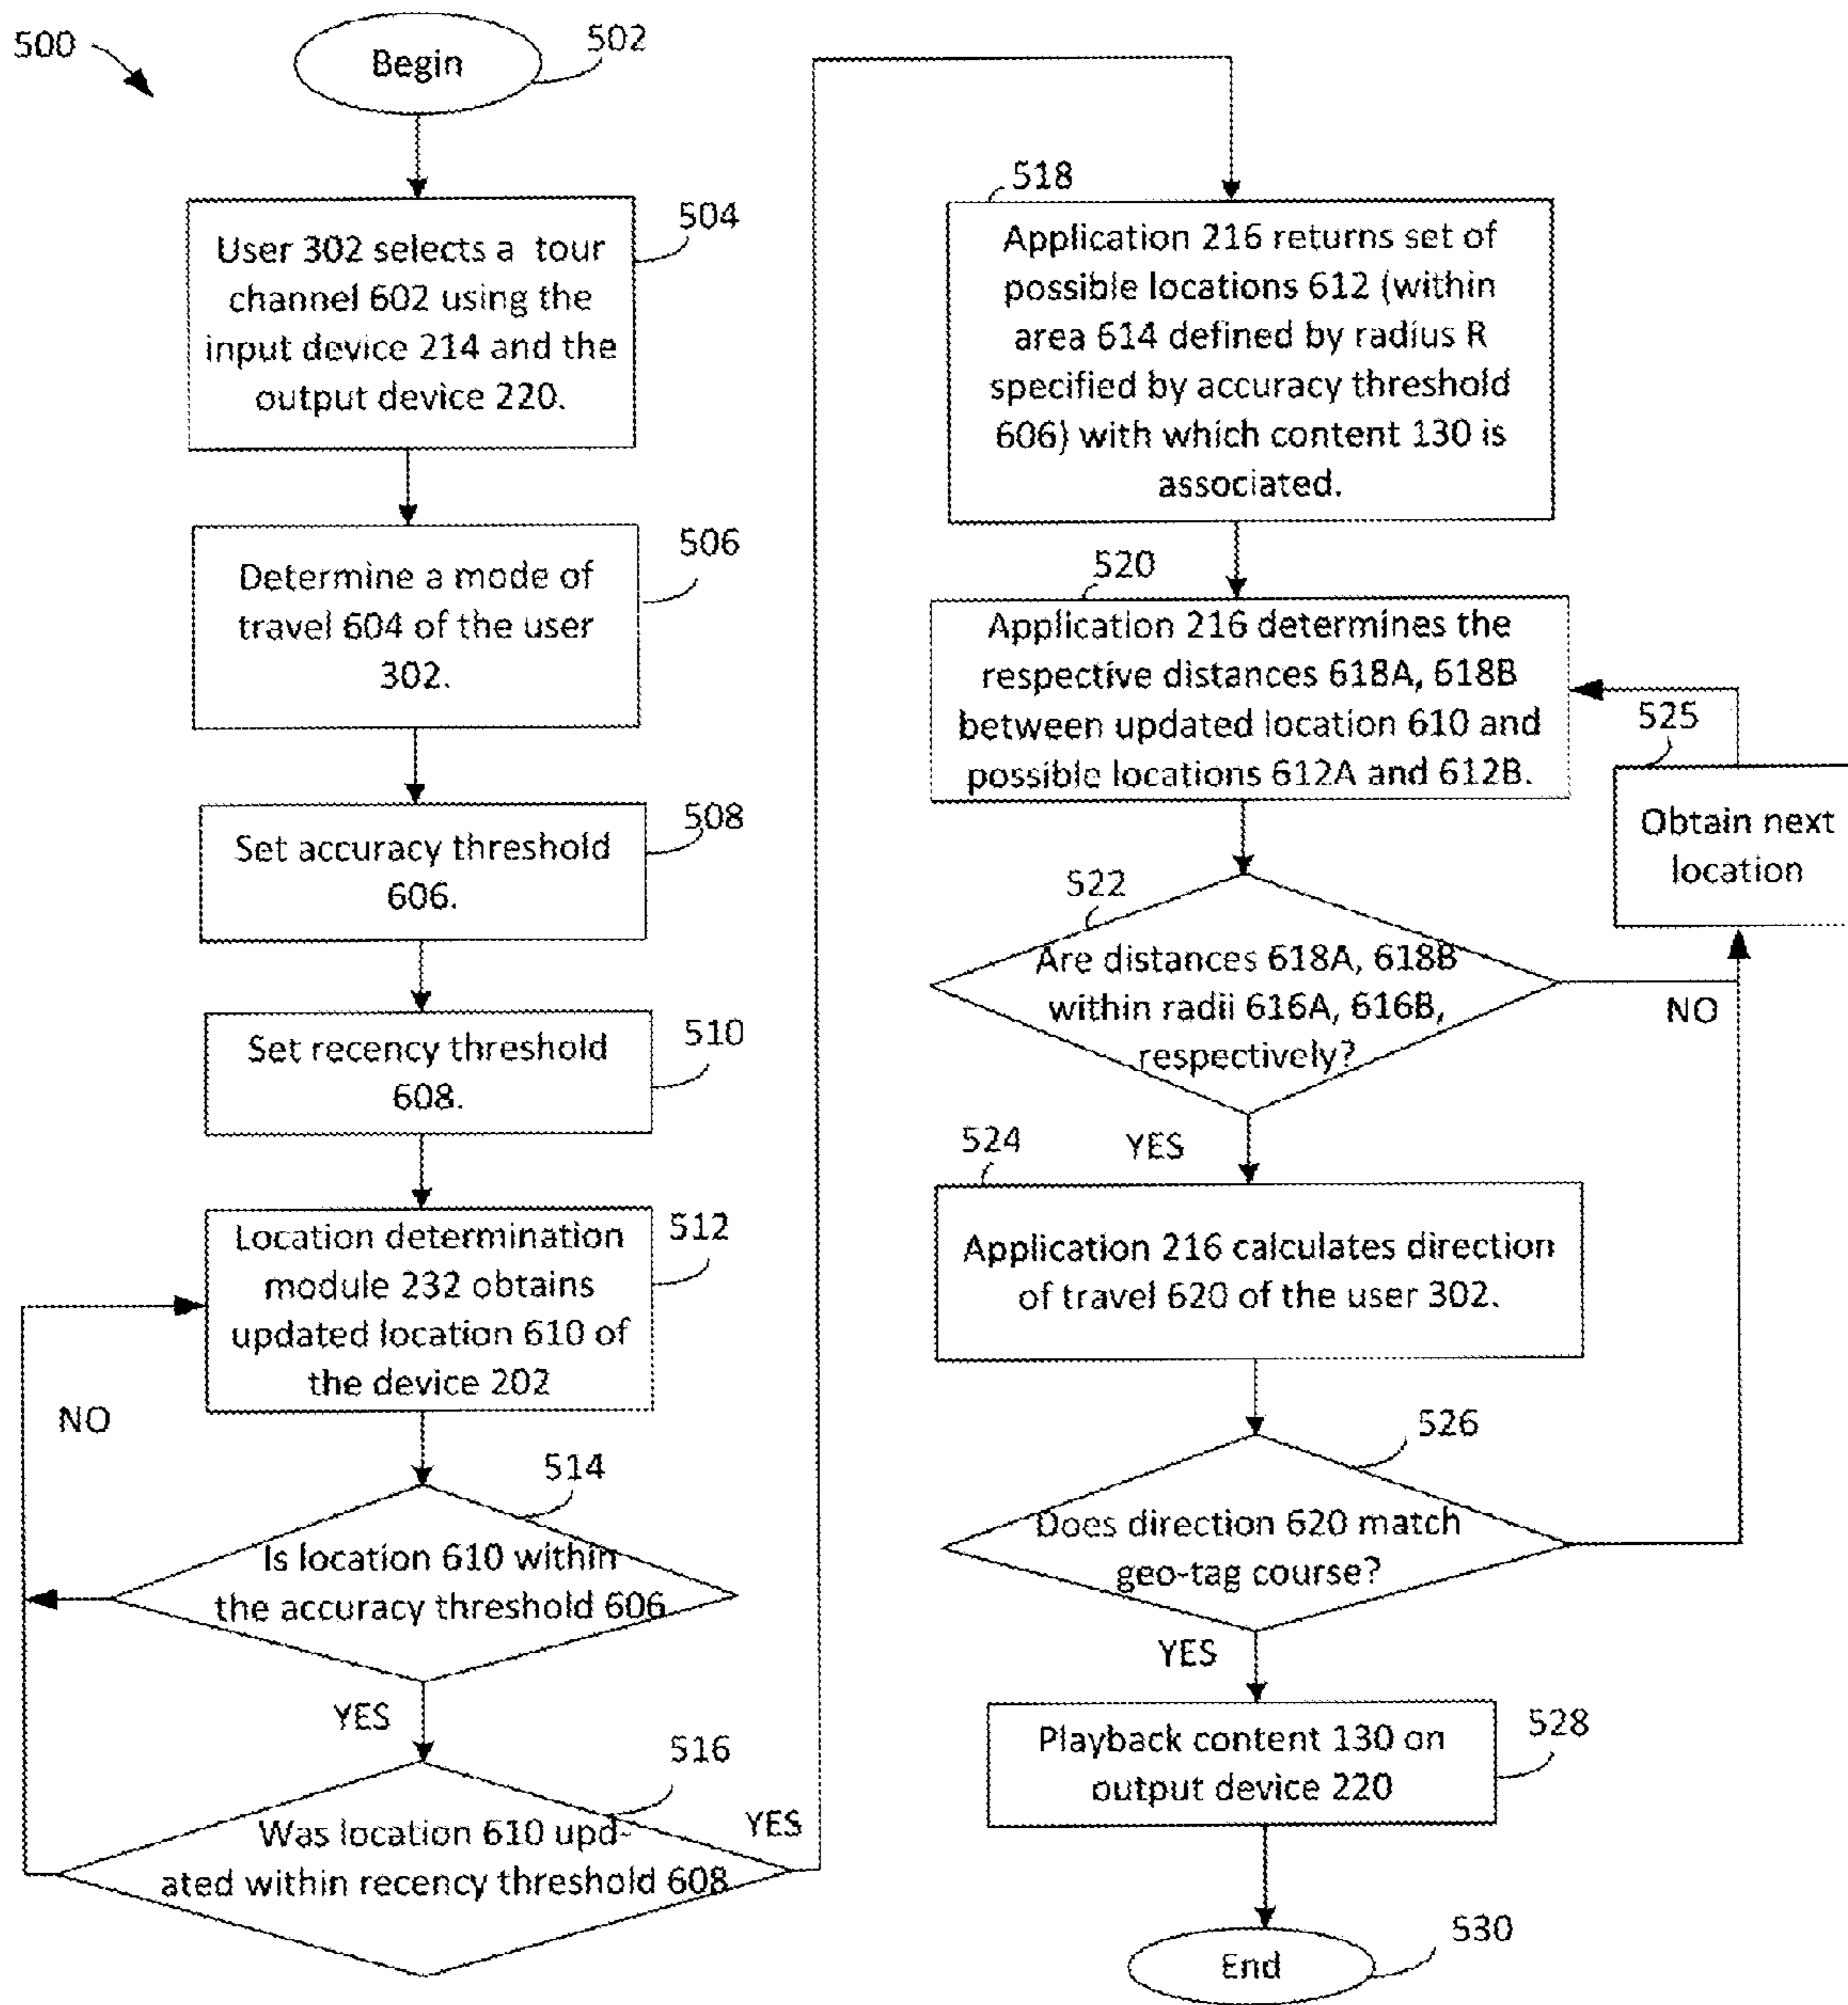 500
Begin
502
504
User 302 selects a tour
channel 602 using the
input device 214 and the
output device 220.
506
Determine a mode of
travel 604 of the user
302.
508
Set accuracy threshold
606.
510
Set recency threshold
608.
512
Location determination
module 232 obtains
updated location 610 of
the device 202
NO
514
Is location 610 within
the accuracy threshold 606
YES
516
Was location 610 upd-
ated within recency threshold 608
YES
518
Application 216 returns set of
possible locations 612 (within
area 614 defined by radius R
specified by accuracy threshold
606) with which content 130 is
associated.
520
Application 216 determines the
respective distances 618A, 618B
between updated location 610 and
possible locations 612A and 612B.
525
Obtain next
location
522
Are distances 618A, 618B
within radii 616A, 616B,
respectively?
NO
YES
524
Application 216 calculates direction
of travel 620 of the user 302.
526
Does direction 620 match
geo-tag course?
YES
528
Playback content 130 on
output device 220
530
End